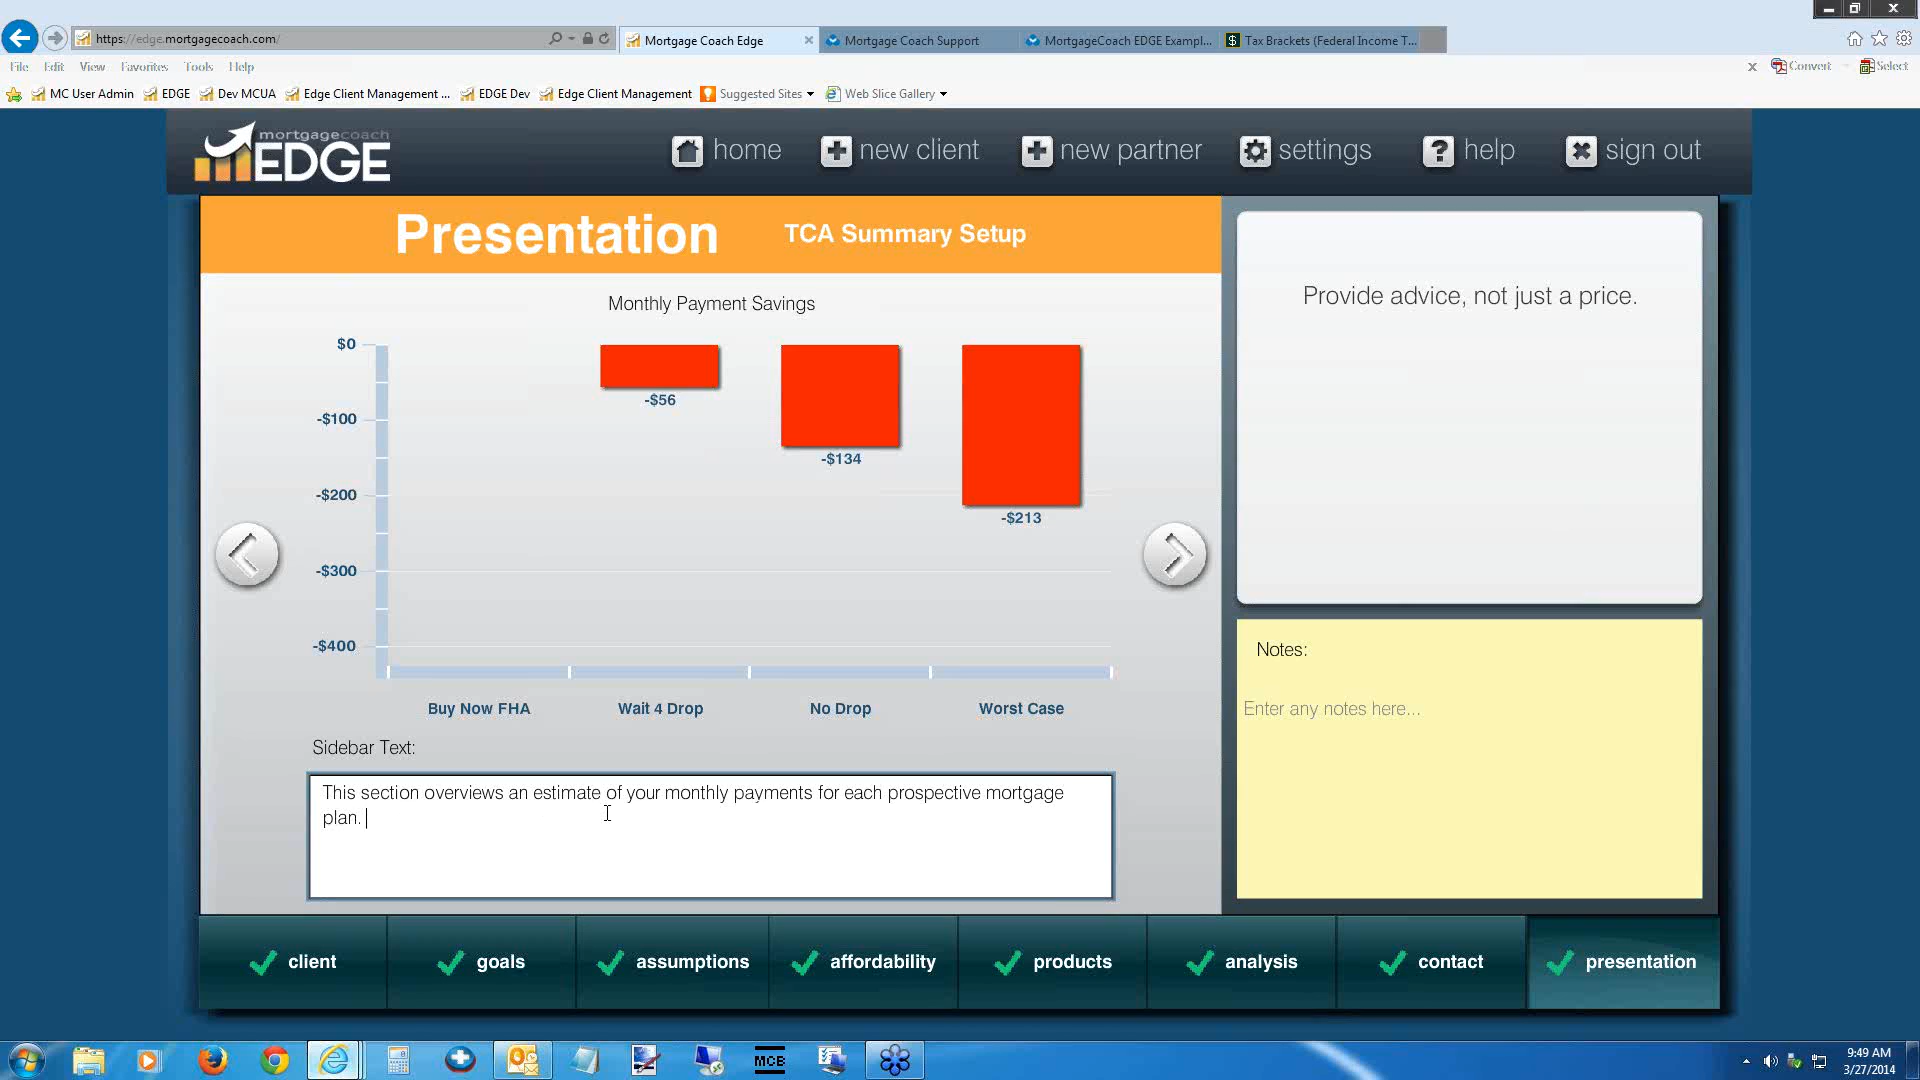 https://edge.mortgagecoach.com/
Mortgage Coach Edge
Mortgage Coach Support
MortgageCoach EDGE Exampl...
Tax Brackets (Federal Income T...
File Edit View Favorites Tools Help
x Convert Select
MC User Admin EDGE Dev MCUA Edge Client Management ... EDGE Dev Edge Client Management Suggested Sites Web Slice Gallery
mortgagecoach
EDGE
home new client new partner settings help sign out
Presentation TCA Summary Setup
Monthly Payment Savings
$0
-$100
-$200
-$300
-$400
-$56
-$134
-$213
Buy Now FHA Wait 4 Drop No Drop Worst Case
Sidebar Text:
This section overviews an estimate of your monthly payments for each prospective mortgage
plan.
Provide advice, not just a price.
Notes:
Enter any notes here...
client goals assumptions affordability products analysis contact presentation
MCB
9:49 AM
3/27/2014